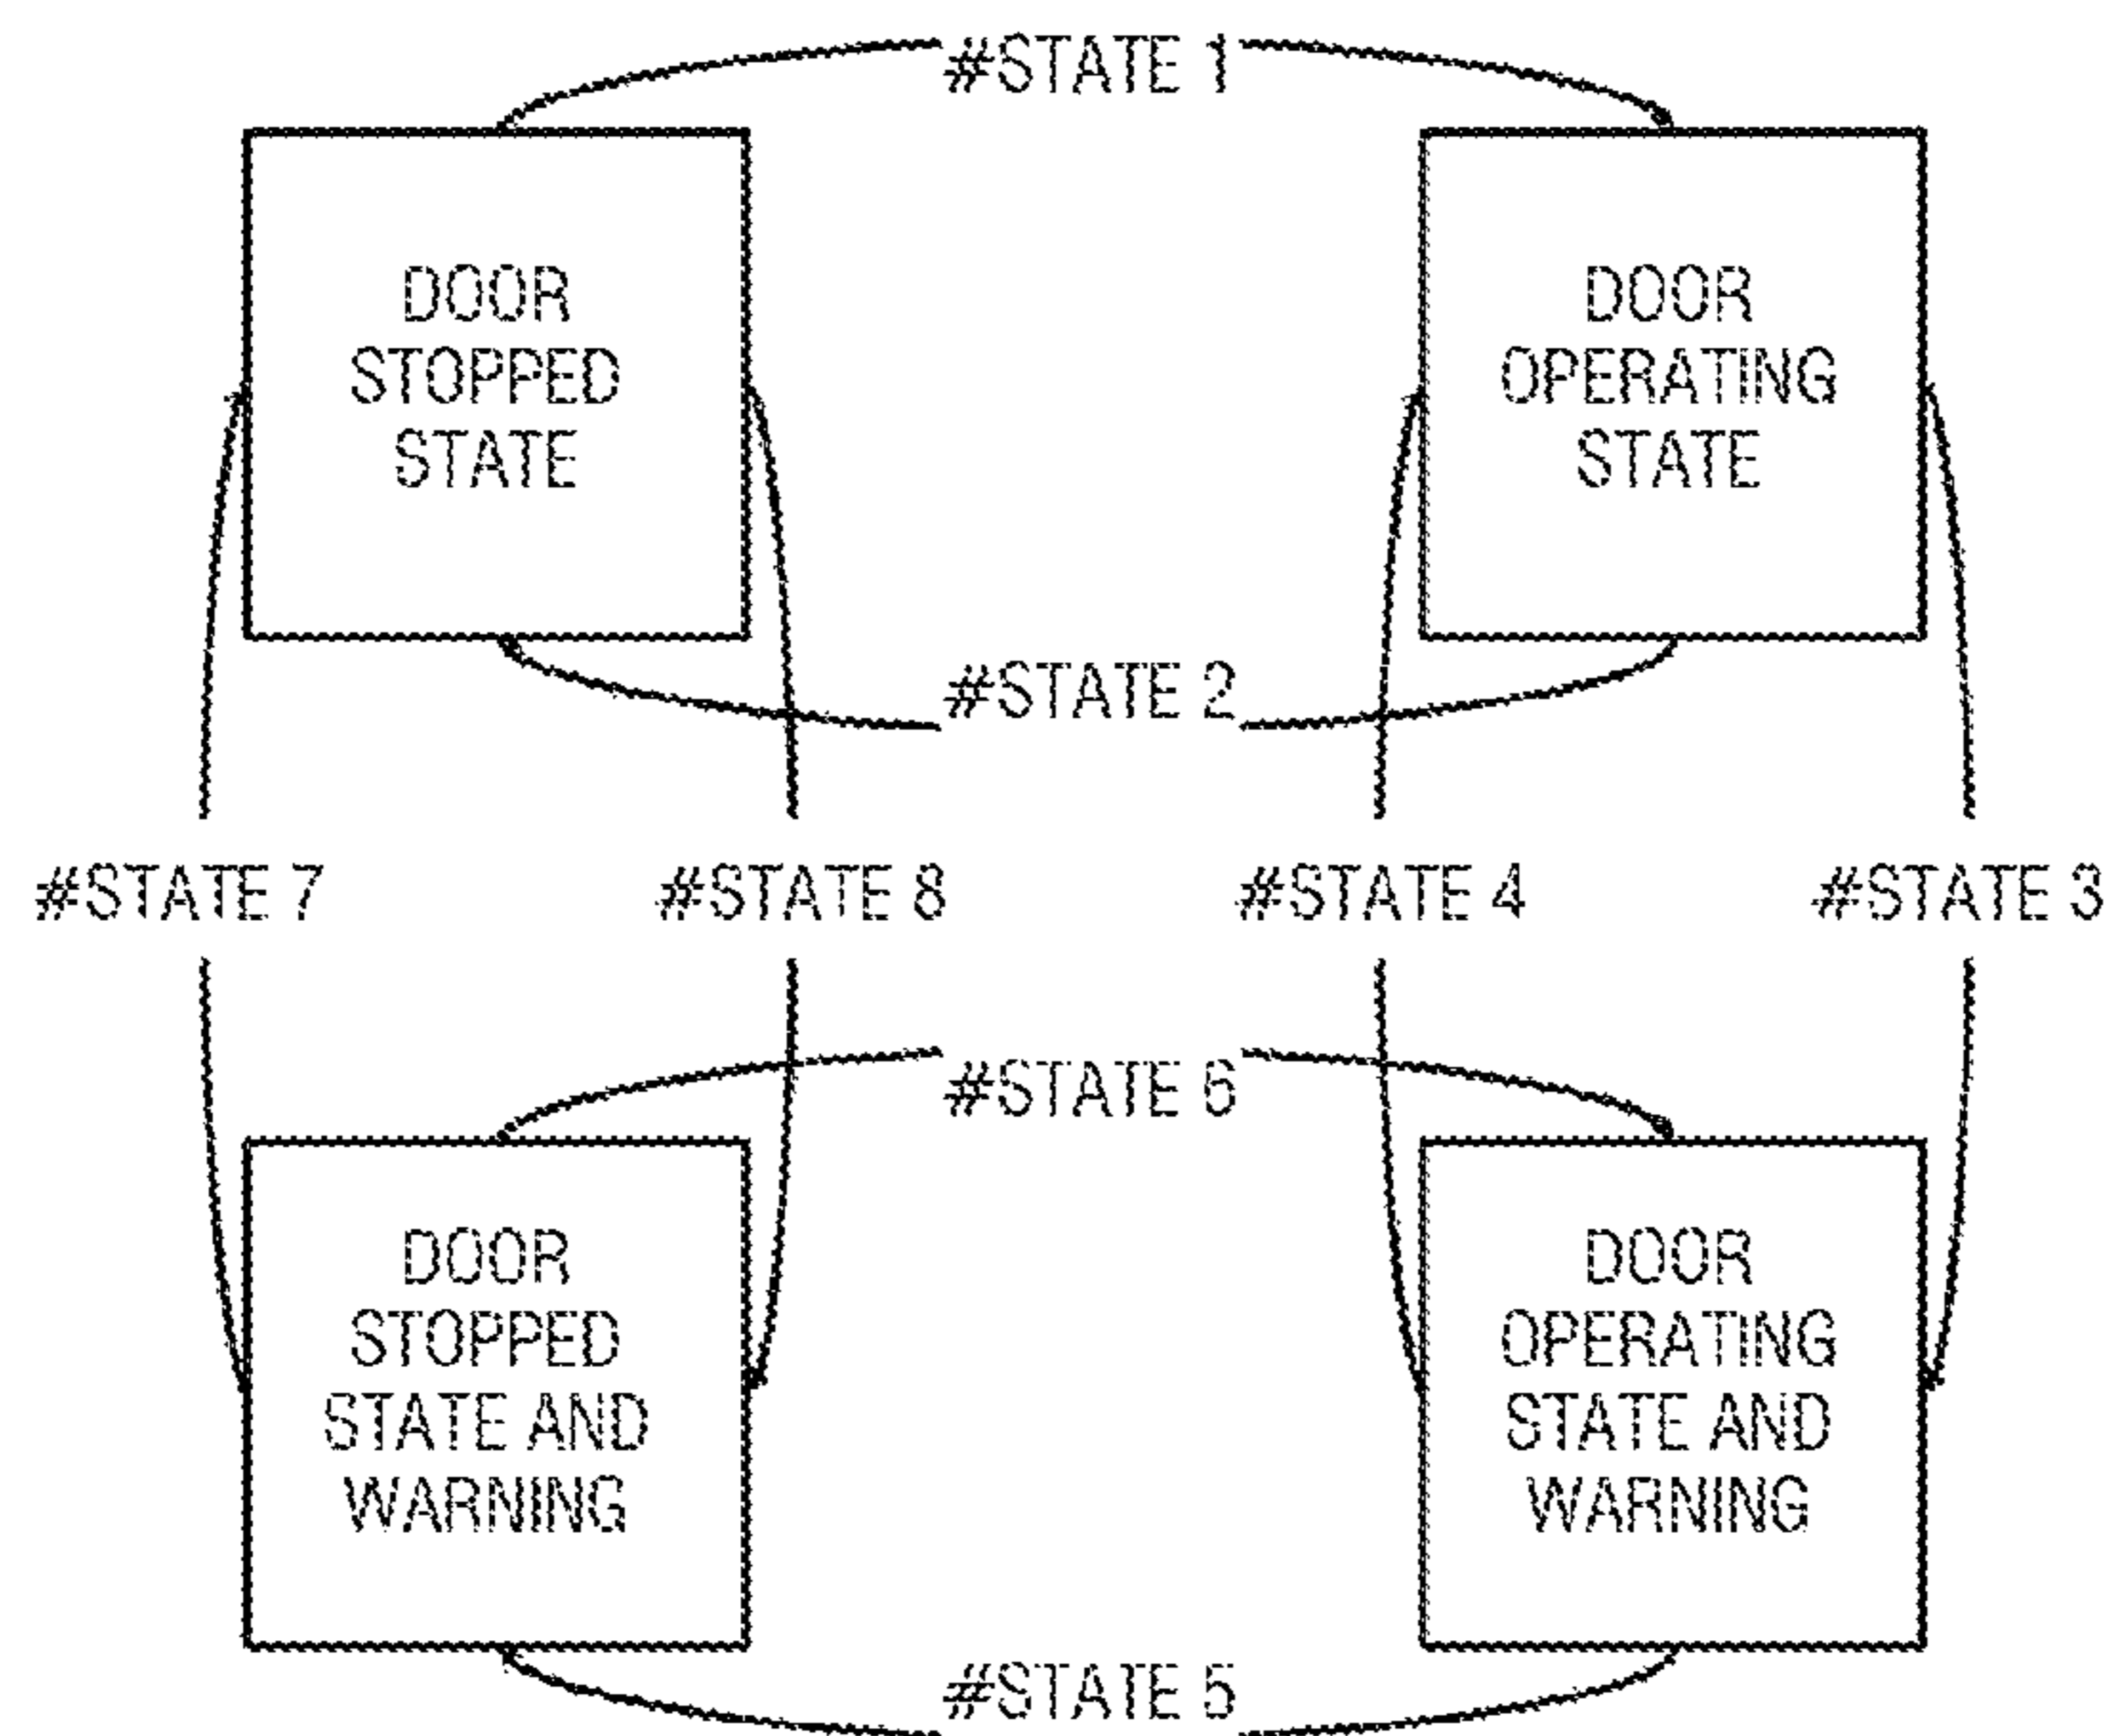 #STATE 1
DOOR
STOPPED
STATE
DOOR
OPERATING
STATE
#STATE 2
#STATE 7
#STATE 8
#STATE 4
#STATE 3
#STATE 6
DOOR
STOPPED
STATE AND
WARNING
DOOR
OPERATING
STATE AND
WARNING
#STATE 5